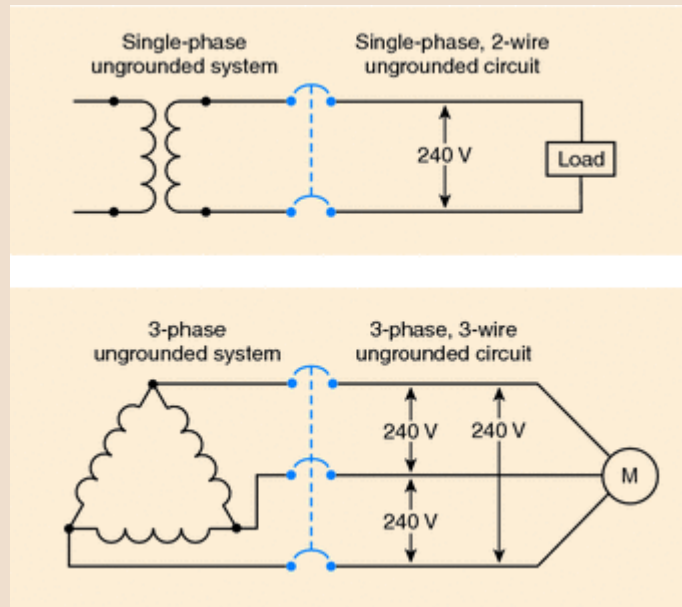 Single-phase
ungrounded system
Single-phase, 2-wire
ungrounded circuit
240 V
Load
3-phase
ungrounded system
3-phase, 3-wire
ungrounded circuit
240 V
240 V
240 V
M